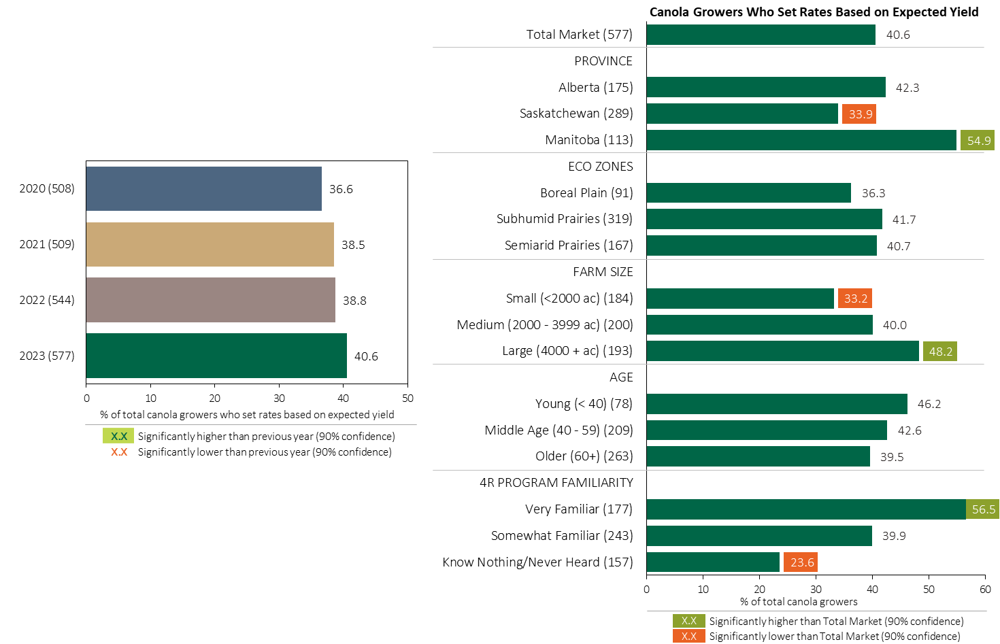 2020 (508) 36.6
2021 (509) 38.5
2022 (544) 38.8
2023 (577) 40.6
0 10 20 30 40 50
% of total canola growers who set rates based on expected yield
X.X Significantly higher than previous year (90% confidence)
X.X Significantly lower than previous year (90% confidence)
Canola Growers Who Set Rates Based on Expected Yield
Total Market (577) 40.6
PROVINCE
Alberta (175) 42.3
Saskatchewan (289) 33.9
Manitoba (113) 54.9
ECO ZONES
Boreal Plain (91) 36.3
Subhumid Prairies (319) 41.7
Semiarid Prairies (167) 40.7
FARM SIZE
Small (<2000 ac) (184) 33.2
Medium (2000 - 3999 ac) (200) 40.0
Large (4000 + ac) (193) 48.2
AGE
Young (< 40) (78) 46.2
Middle Age (40 - 59) (209) 42.6
Older (60+) (263) 39.5
4R PROGRAM FAMILIARITY
Very Familiar (177) 56.5
Somewhat Familiar (243) 39.9
Know Nothing/Never Heard (157) 23.6
0 10 20 30 40 50 60
% of total canola growers
X.X Significantly higher than Total Market (90% confidence)
X.X Significantly lower than Total Market (90% confidence)